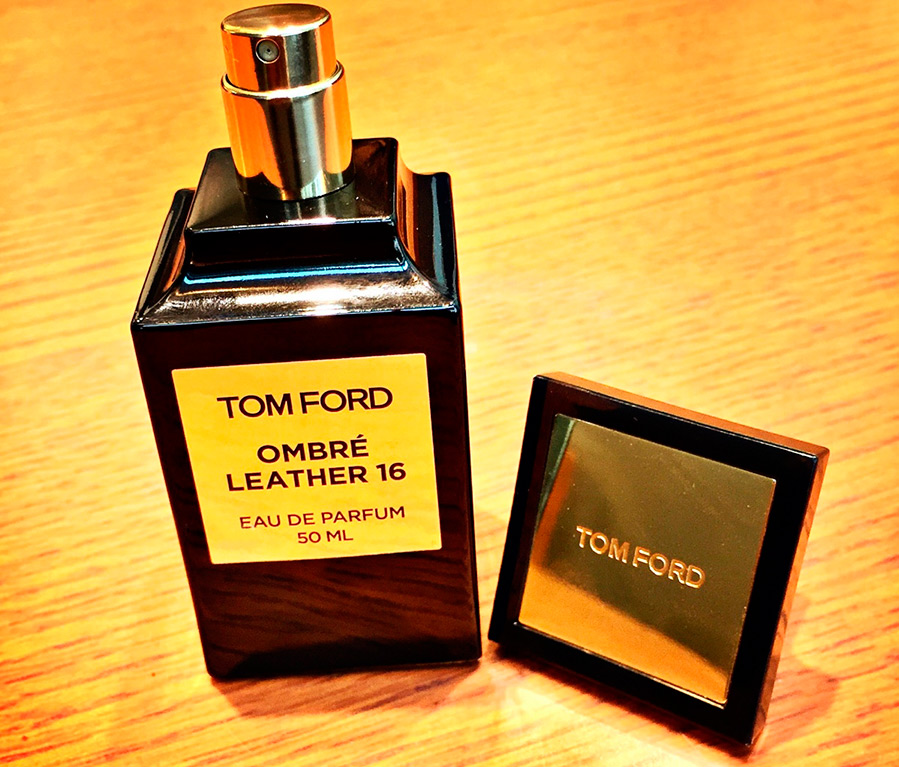 TOM FORD
OMBRÉ
LEATHER 16
EAU DE PARFUM
50 ML
TOM FORD